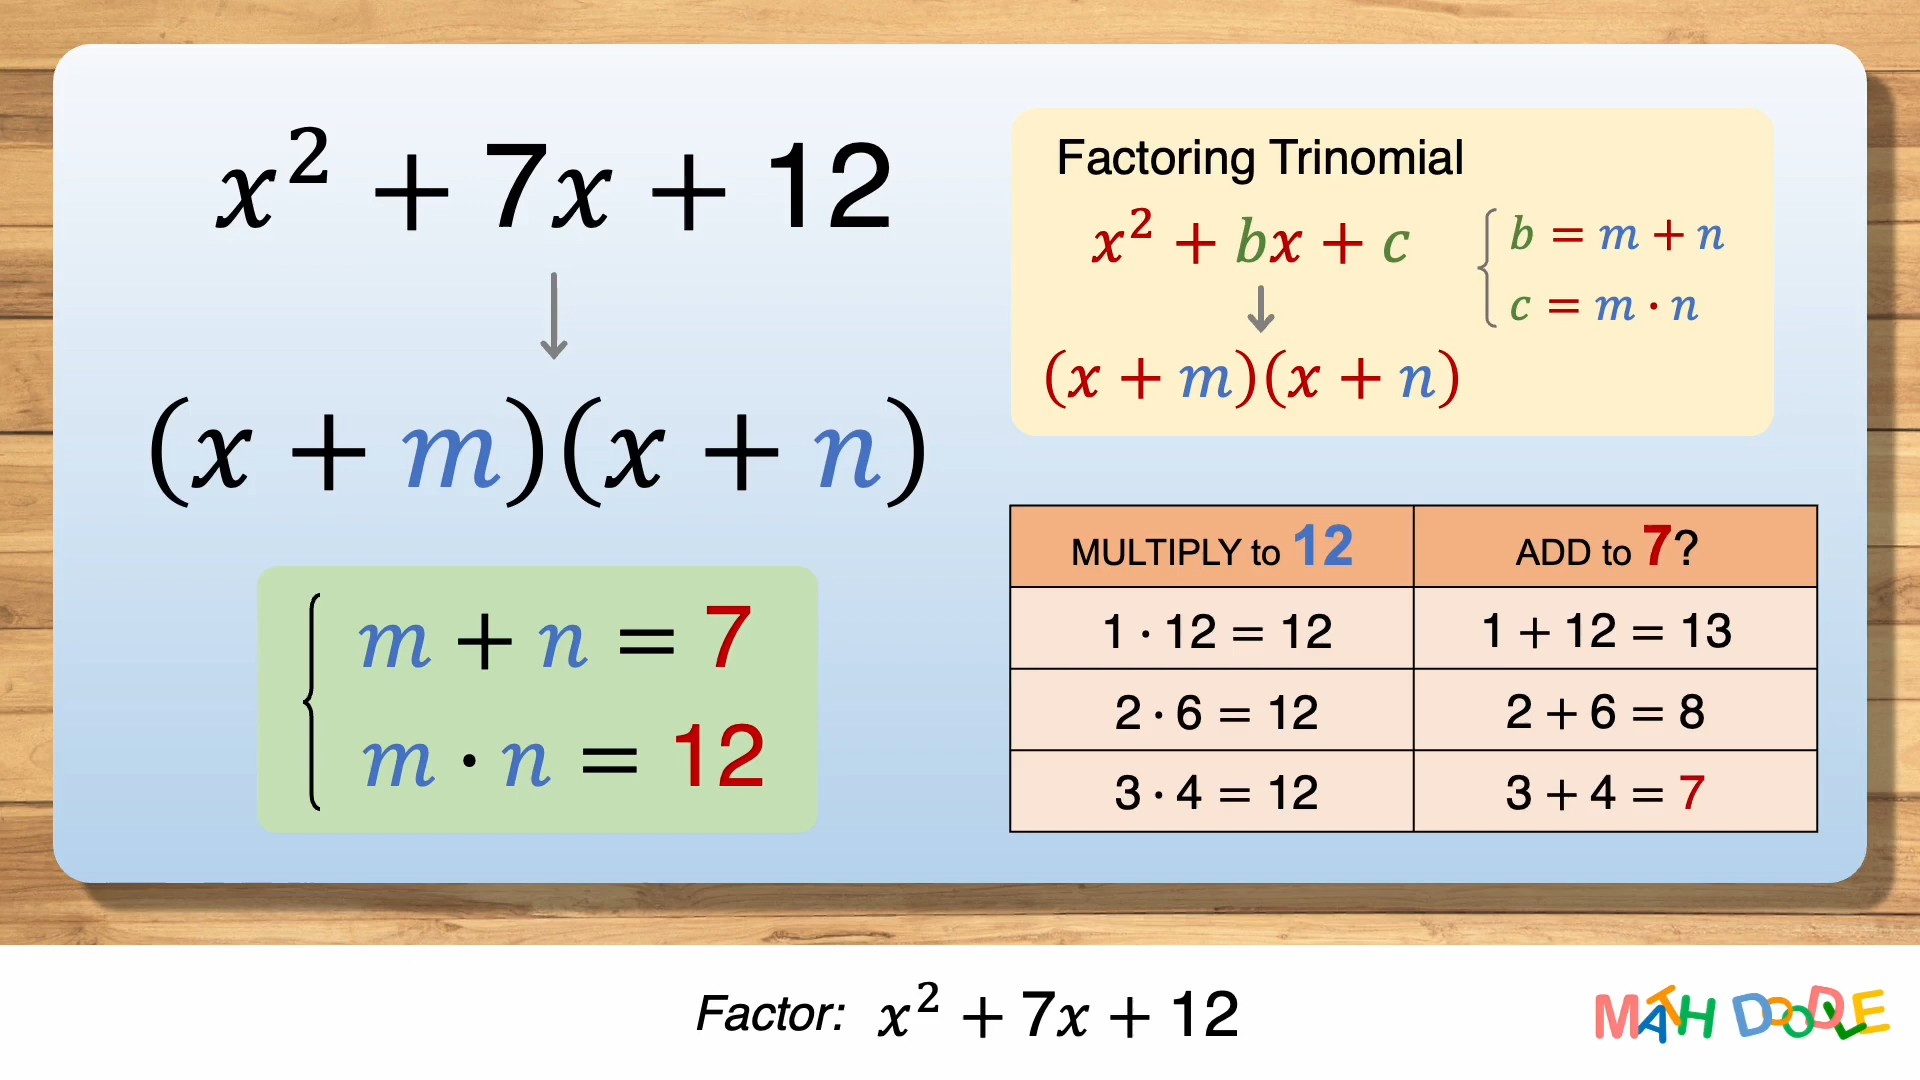 x² + 7x + 12
(x + m)(x + n)
m + n = 7
m · n = 12
Factoring Trinomial
x² + bx + c
b = m + n
c = m · n
(x + m)(x + n)
MULTIPLY to 12 ADD to 7?
1 · 12 = 12 1 + 12 = 13
2 · 6 = 12 2 + 6 = 8
3 · 4 = 12 3 + 4 = 7
Factor: x² + 7x + 12
MATH DOODLE